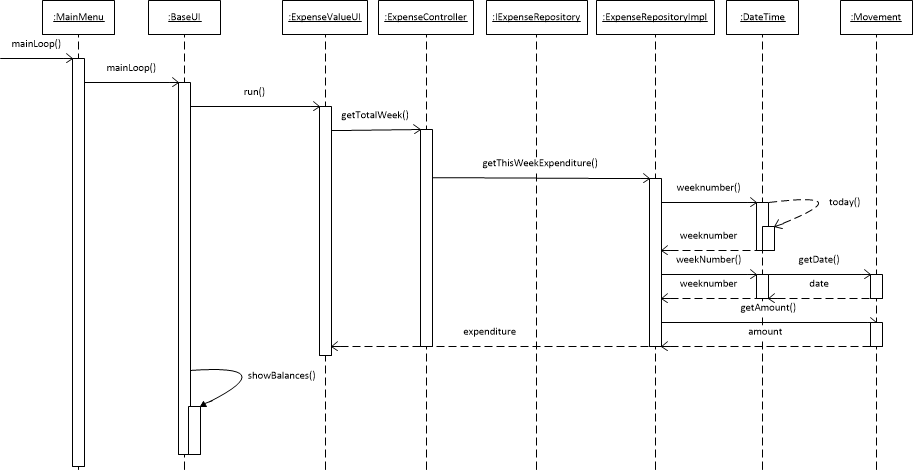 :MainMenu :BaseUI :ExpenseValueUI :ExpenseController :IExpenseRepository :ExpenseRepositoryImpl :DateTime :Movement
mainLoop()
mainLoop()
run()
getTotalWeek()
getThisWeekExpenditure()
weeknumber()
today()
weeknumber
weekNumber() getDate()
weeknumber date
getAmount()
expenditure amount
showBalances()